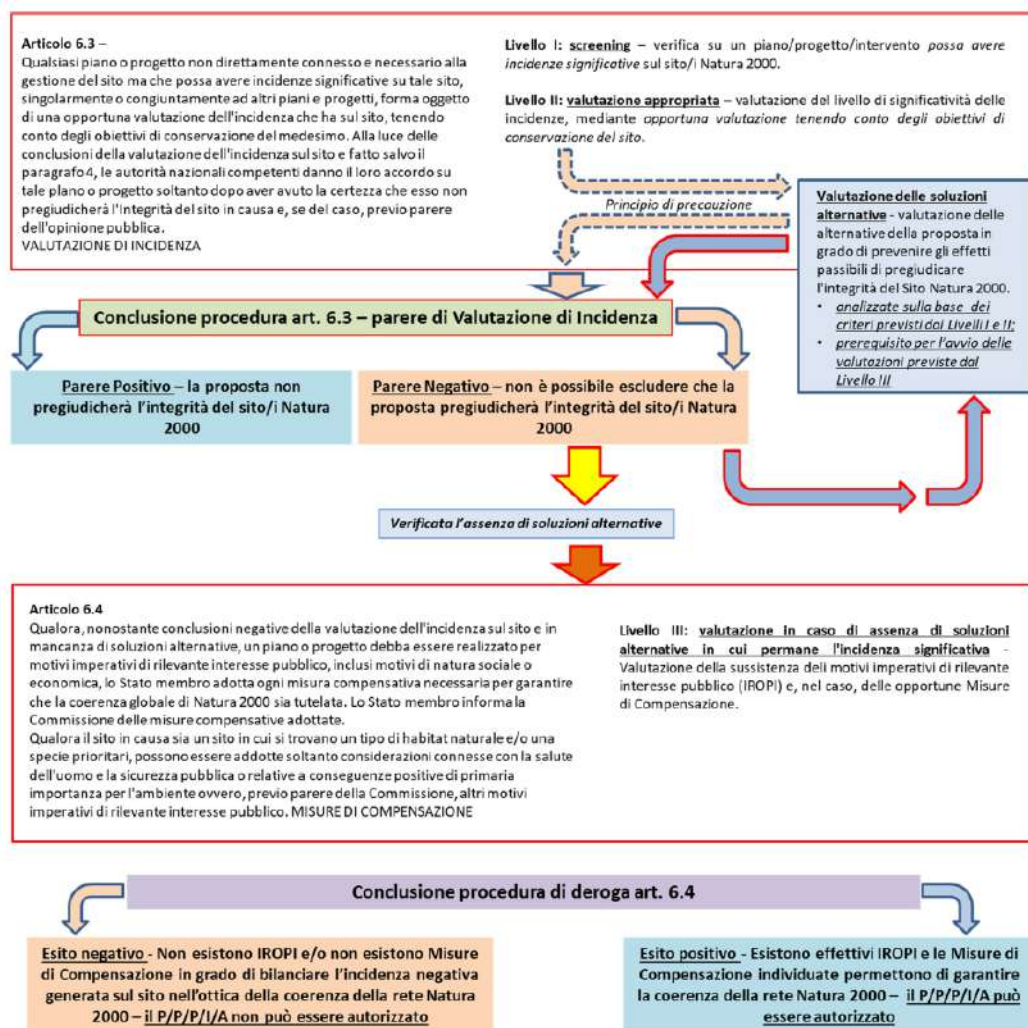 Articolo 6.3 –
Qualsiasi piano o progetto non direttamente connesso e necessario alla
gestione del sito ma che possa avere incidenze significative su tale sito,
singolarmente o congiuntamente ad altri piani e progetti, forma oggetto
di una opportuna valutazione dell'incidenza che ha sul sito, tenendo
conto degli obiettivi di conservazione del medesimo. Alla luce delle
conclusioni della valutazione dell'incidenza sul sito e fatto salvo il
paragrafo 4, le autorità nazionali competenti danno il loro accordo su
tale piano o progetto soltanto dopo aver avuto la certezza che esso non
pregiudicherà l'integrità del sito in causa e, se del caso, previo parere
dell'opinione pubblica.
VALUTAZIONE DI INCIDENZA
Livello I: screening – verifica su un piano/progetto/intervento possa avere
incidenze significative sul sito/i Natura 2000.
Livello II: valutazione appropriata – valutazione del livello di significatività delle
incidenze, mediante opportuna valutazione tenendo conto degli obiettivi di
conservazione del sito.
Principio di precauzione
Valutazione delle soluzioni
alternative - valutazione delle
alternative della proposta in
grado di prevenire gli effetti
passibili di pregiudicare
l'integrità del Sito Natura 2000.
• analizzate sulla base dei
criteri previsti dai Livelli I e II;
• prerequisito per l'avvio delle
valutazioni previste dal
Livello III
Conclusione procedura art. 6.3 – parere di Valutazione di Incidenza
Parere Positivo – la proposta non
pregiudicherà l'integrità del sito/i Natura
2000
Parere Negativo – non è possibile escludere che la
proposta pregiudicherà l'integrità del sito/i Natura
2000
Verificata l'assenza di soluzioni alternative
Articolo 6.4
Qualora, nonostante conclusioni negative della valutazione dell'incidenza sul sito e in
mancanza di soluzioni alternative, un piano o progetto debba essere realizzato per
motivi imperativi di rilevante interesse pubblico, inclusi motivi di natura sociale o
economica, lo Stato membro adotta ogni misura compensativa necessaria per garantire
che la coerenza globale di Natura 2000 sia tutelata. Lo Stato membro informa la
Commissione delle misure compensative adottate.
Qualora il sito in causa sia un sito in cui si trovano un tipo di habitat naturale e/o una
specie prioritari, possono essere addotte soltanto considerazioni connesse con la salute
dell'uomo e la sicurezza pubblica o relative a conseguenze positive di primaria
importanza per l'ambiente ovvero, previo parere della Commissione, altri motivi
imperativi di rilevante interesse pubblico. MISURE DI COMPENSAZIONE
Livello III: valutazione in caso di assenza di soluzioni
alternative in cui permane l'incidenza significativa -
Valutazione della sussistenza deli motivi imperativi di rilevante
interesse pubblico (IROPI) e, nel caso, delle opportune Misure
di Compensazione.
Conclusione procedura di deroga art. 6.4
Esito negativo - Non esistono IROPI e/o non esistono Misure
di Compensazione in grado di bilanciare l'incidenza negativa
generata sul sito nell'ottica della coerenza della rete Natura
2000 – il P/P/P/I/A non può essere autorizzato
Esito positivo - Esistono effettivi IROPI e le Misure di
Compensazione individuate permettono di garantire
la coerenza della rete Natura 2000 – il P/P/P/I/A può
essere autorizzato